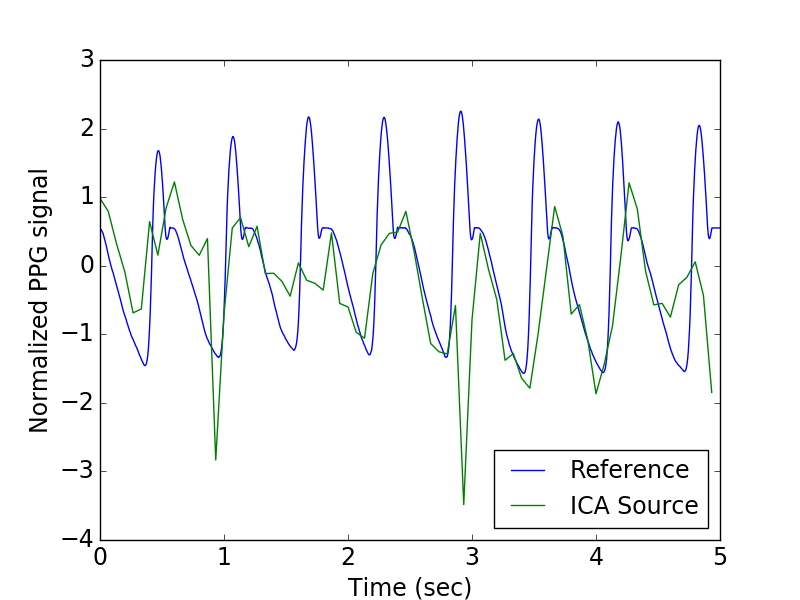 3
2
1
0
−1
−2
−3
−4
Normalized PPG signal
Reference
ICA Source
0 1 2 3 4 5
Time (sec)